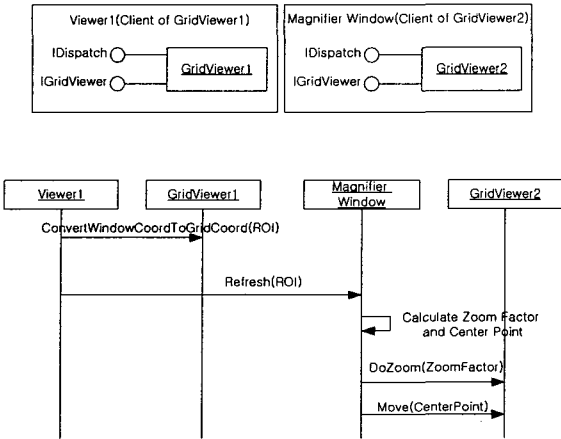 Viewer1(Client of GridViewer1)
IDispatch
IGridViewer
GridViewer1
Magnifier Window(Client of GridViewer2)
IDispatch
IGridViewer
GridViewer2
Viewer1
GridViewer1
Magnifier
Window
GridViewer2
ConvertWindowCoordToGridCoord(ROI)
Refresh(ROI)
Calculate Zoom Factor
and Center Point
DoZoom(ZoomFactor)
Move(CenterPoint)